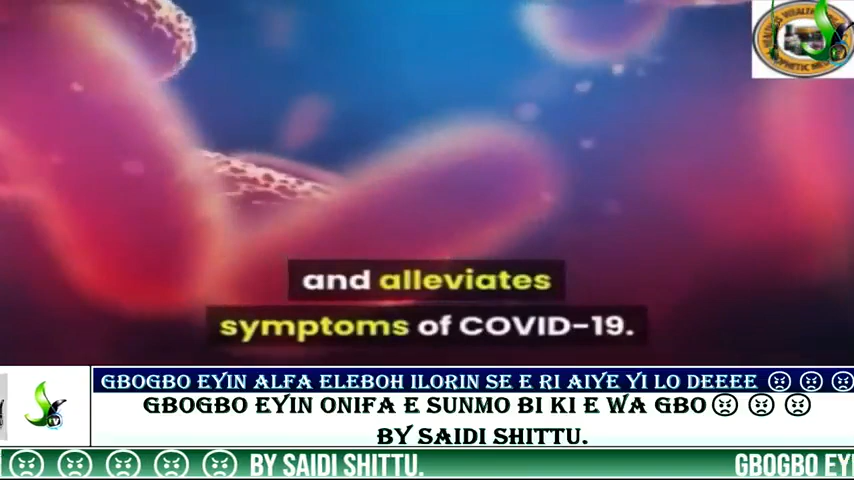 and alleviates
symptoms of COVID-19.
GBOGBO EYIN ALFA ELEBOH ILORIN SE E RI AIYE YI LO DEEEE 😠 😠 😠
GBOGBO EYIN ONIFA E SUNMO BI KI E WA GBO😠 😠 😠
BY SAIDI SHITTU.
😠 😠 😠 😠 😠 BY SAIDI SHITTU. GBOGBO EYI